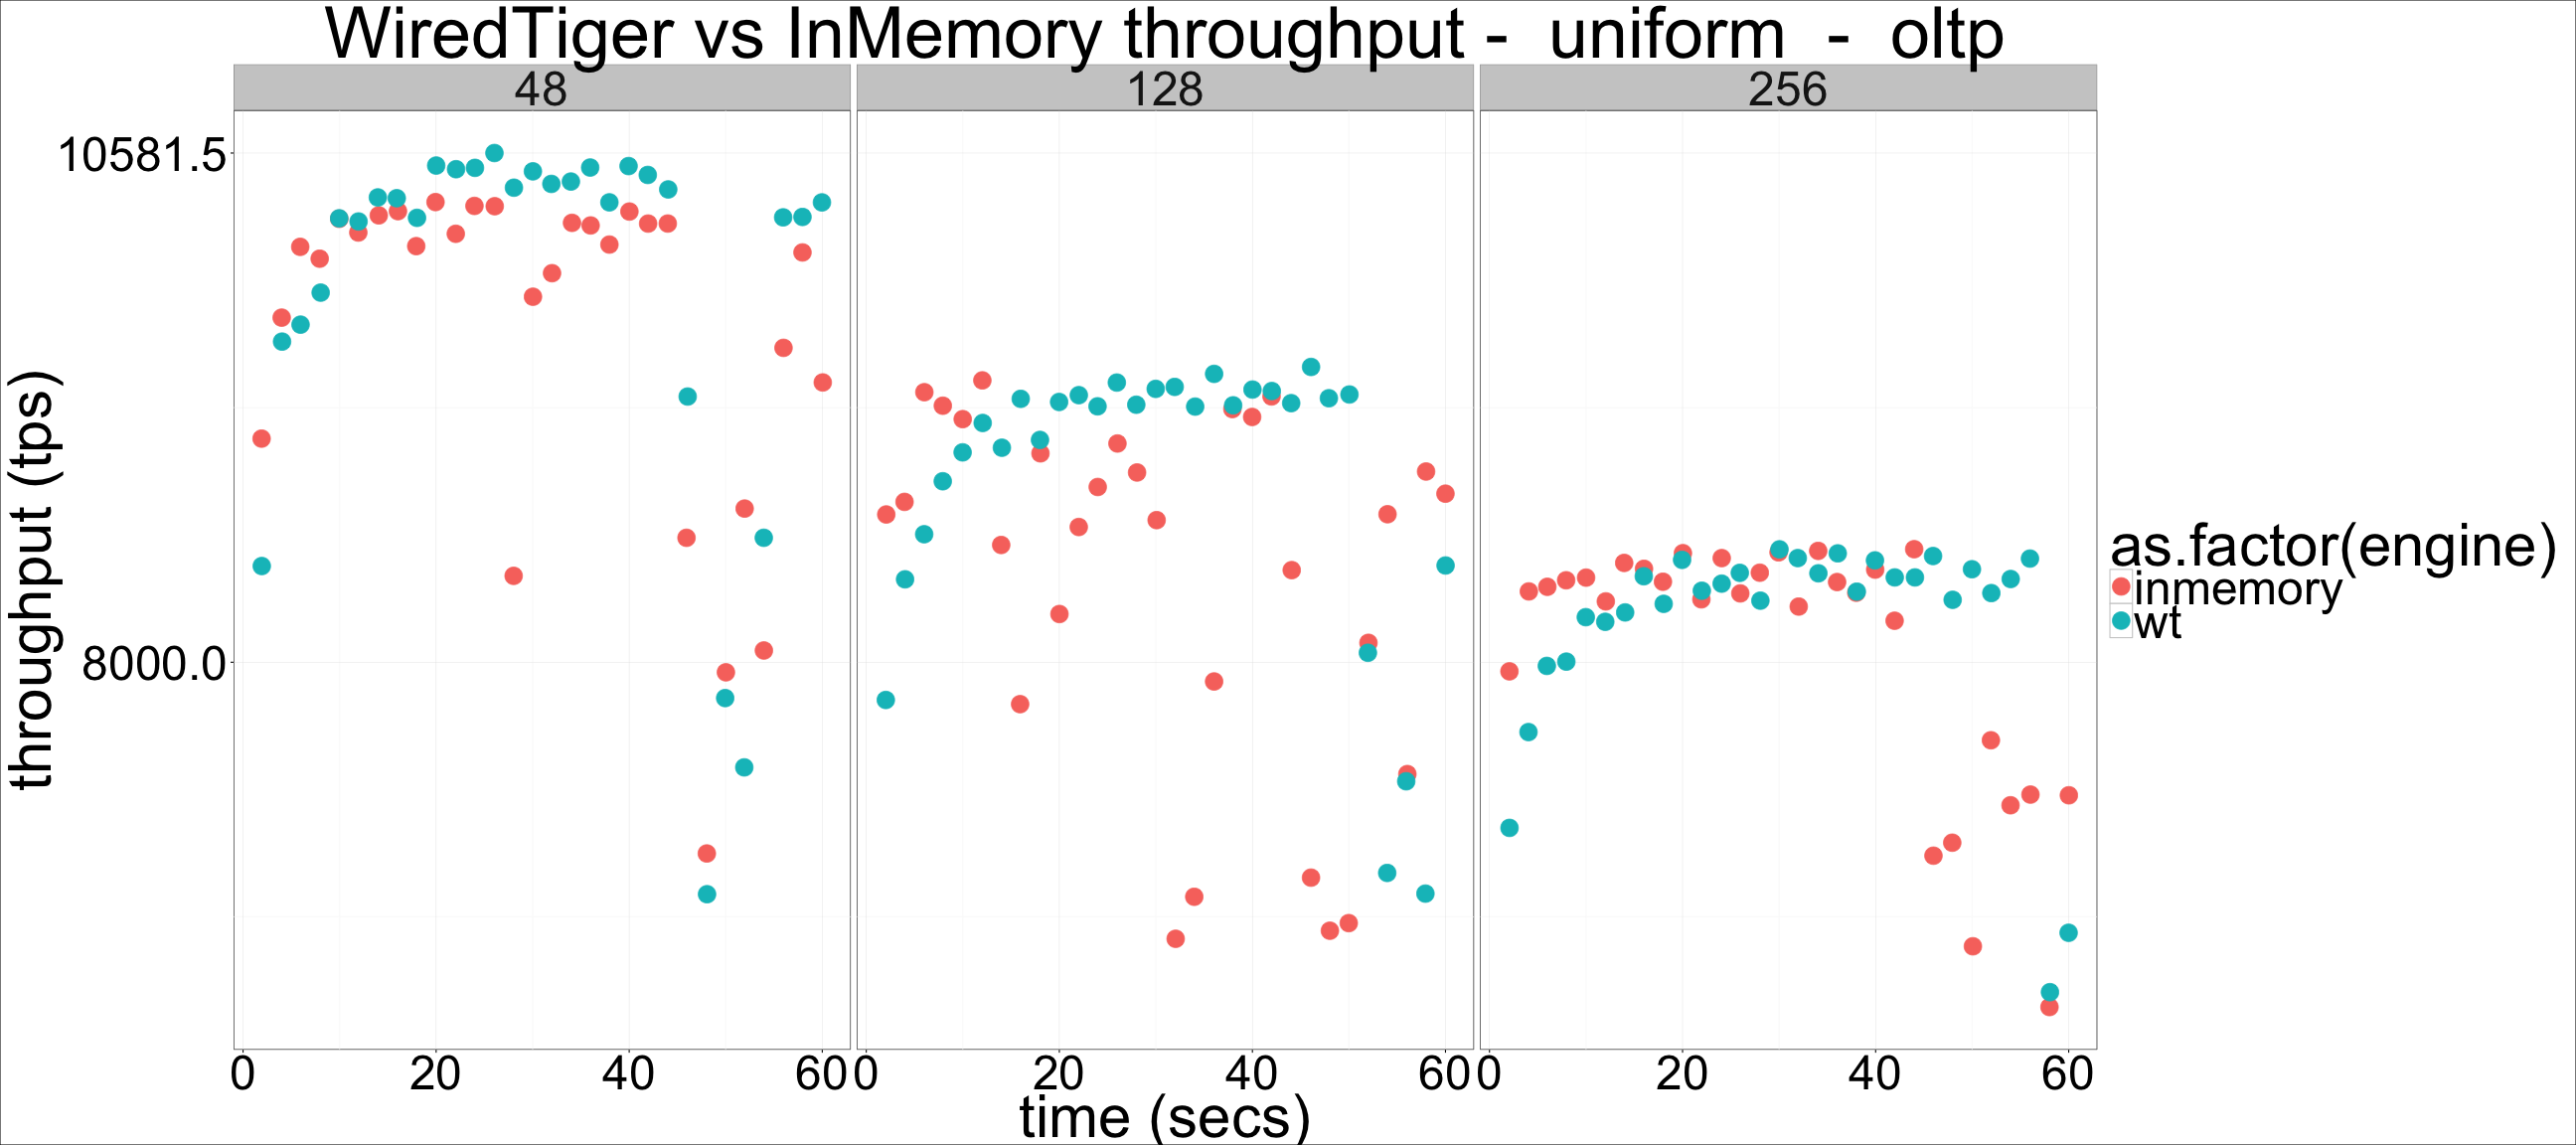 WiredTiger vs InMemory throughput - uniform - oltp
48 128 256
10581.5
8000.0
throughput (tps)
0 20 40 60 0 20 40 60 0 20 40 60
time (secs)
as.factor(engine)
inmemory
wt